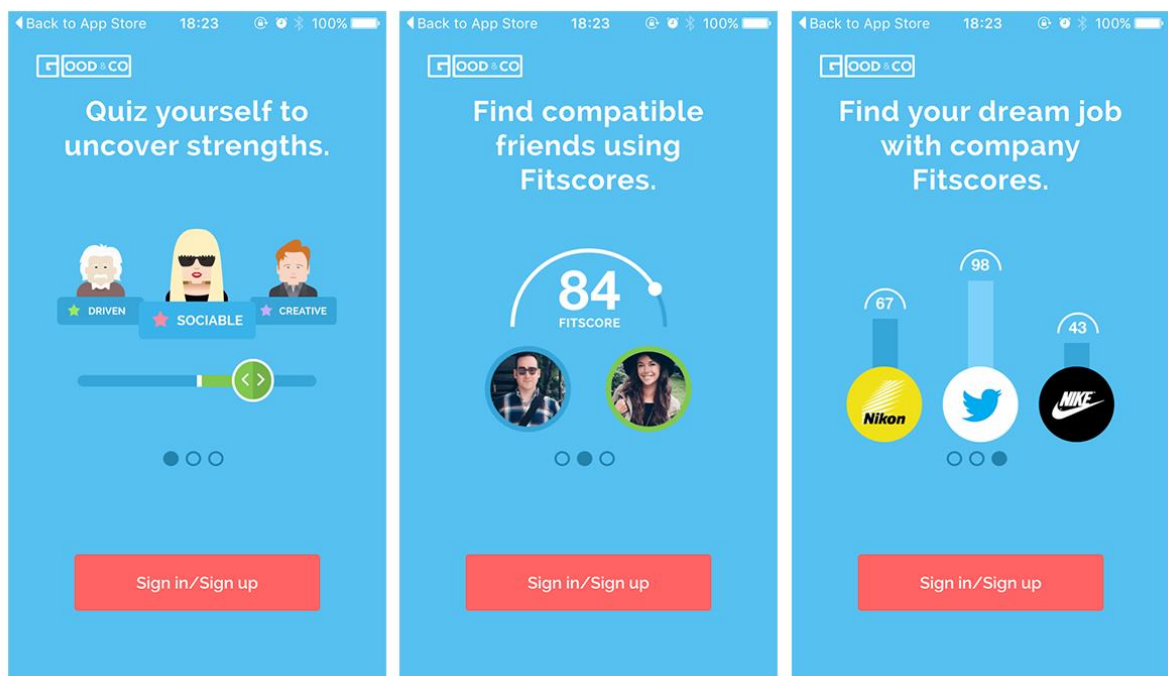 Back to App Store 18:23 100%
GOOD&CO
Quiz yourself to
uncover strengths.
DRIVEN
SOCIABLE
CREATIVE
Sign in/Sign up
Back to App Store 18:23 100%
GOOD&CO
Find compatible
friends using
Fitscores.
84
FITSCORE
Sign in/Sign up
Back to App Store 18:23 100%
GOOD&CO
Find your dream job
with company
Fitscores.
98
67
43
Nikon
NIKE
Sign in/Sign up